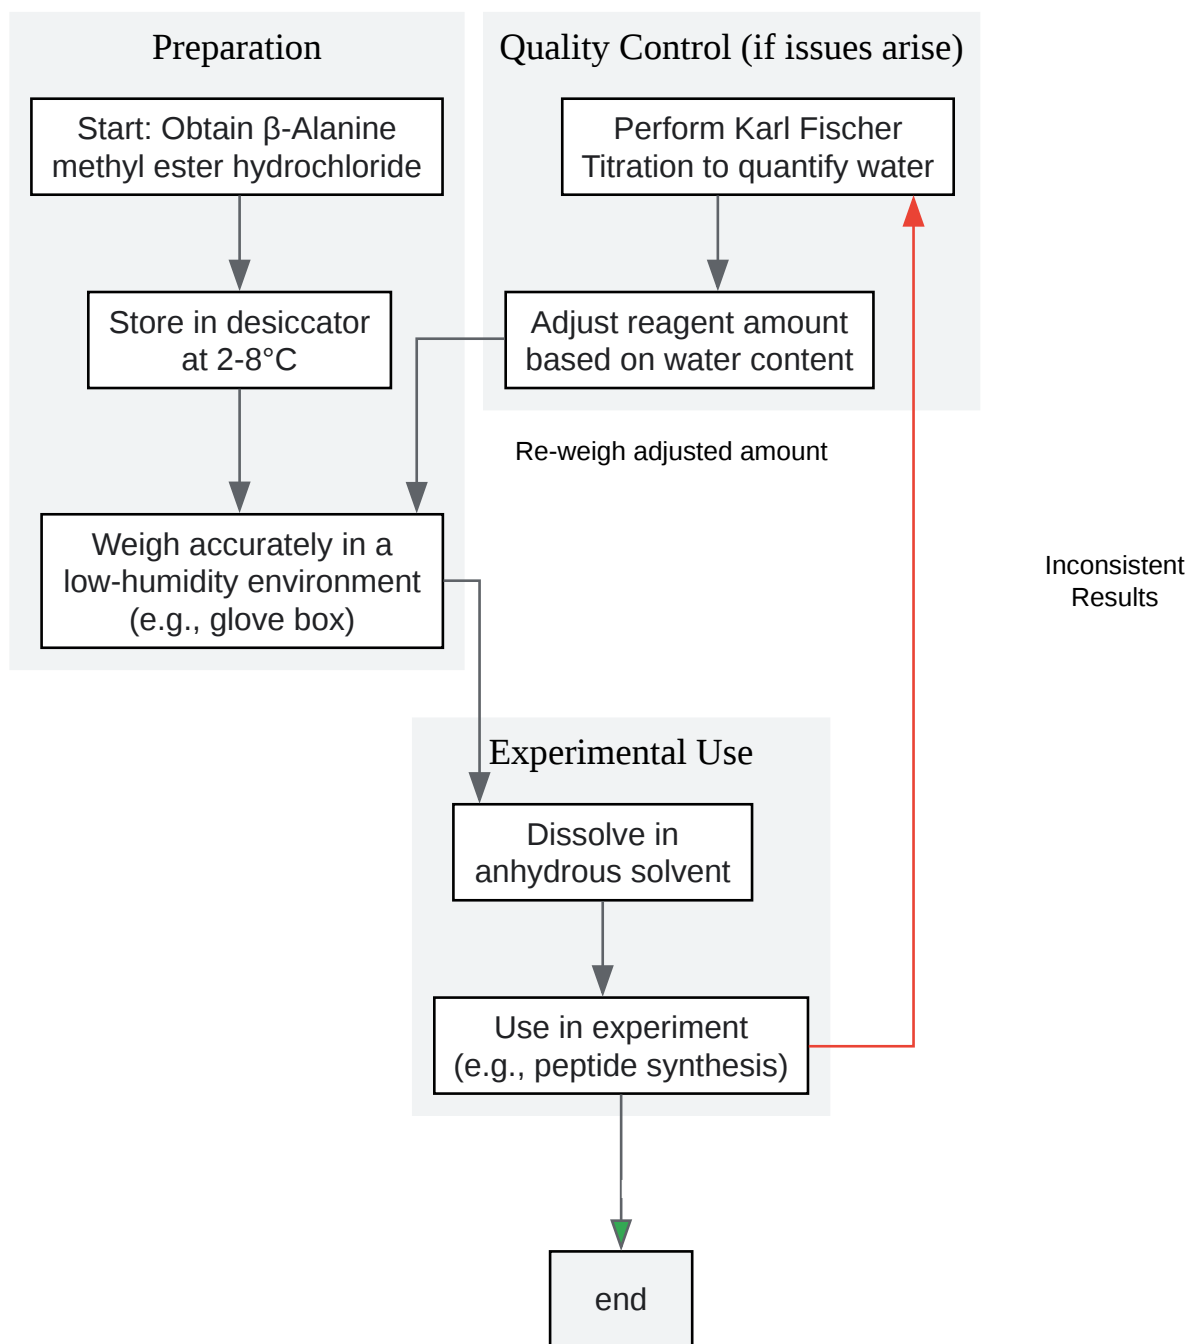 Preparation
Start: Obtain β-Alanine
methyl ester hydrochloride
Store in desiccator
at 2-8°C
Weigh accurately in a
low-humidity environment
(e.g., glove box)
Quality Control (if issues arise)
Perform Karl Fischer
Titration to quantify water
Adjust reagent amount
based on water content
Re-weigh adjusted amount
Inconsistent
Results
Experimental Use
Dissolve in
anhydrous solvent
Use in experiment
(e.g., peptide synthesis)
end